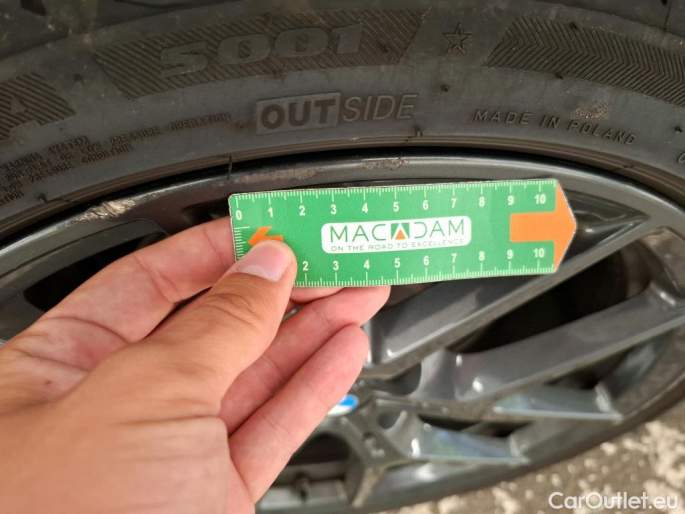 S001
OUTSIDE
MADE IN POLAND
0 1 2 3 4 5 6 7 8 9 10
MACADAM
ON THE ROAD TO EXCELLENCE
2 3 4 5 6 7 8 9 10
CarOutlet.eu